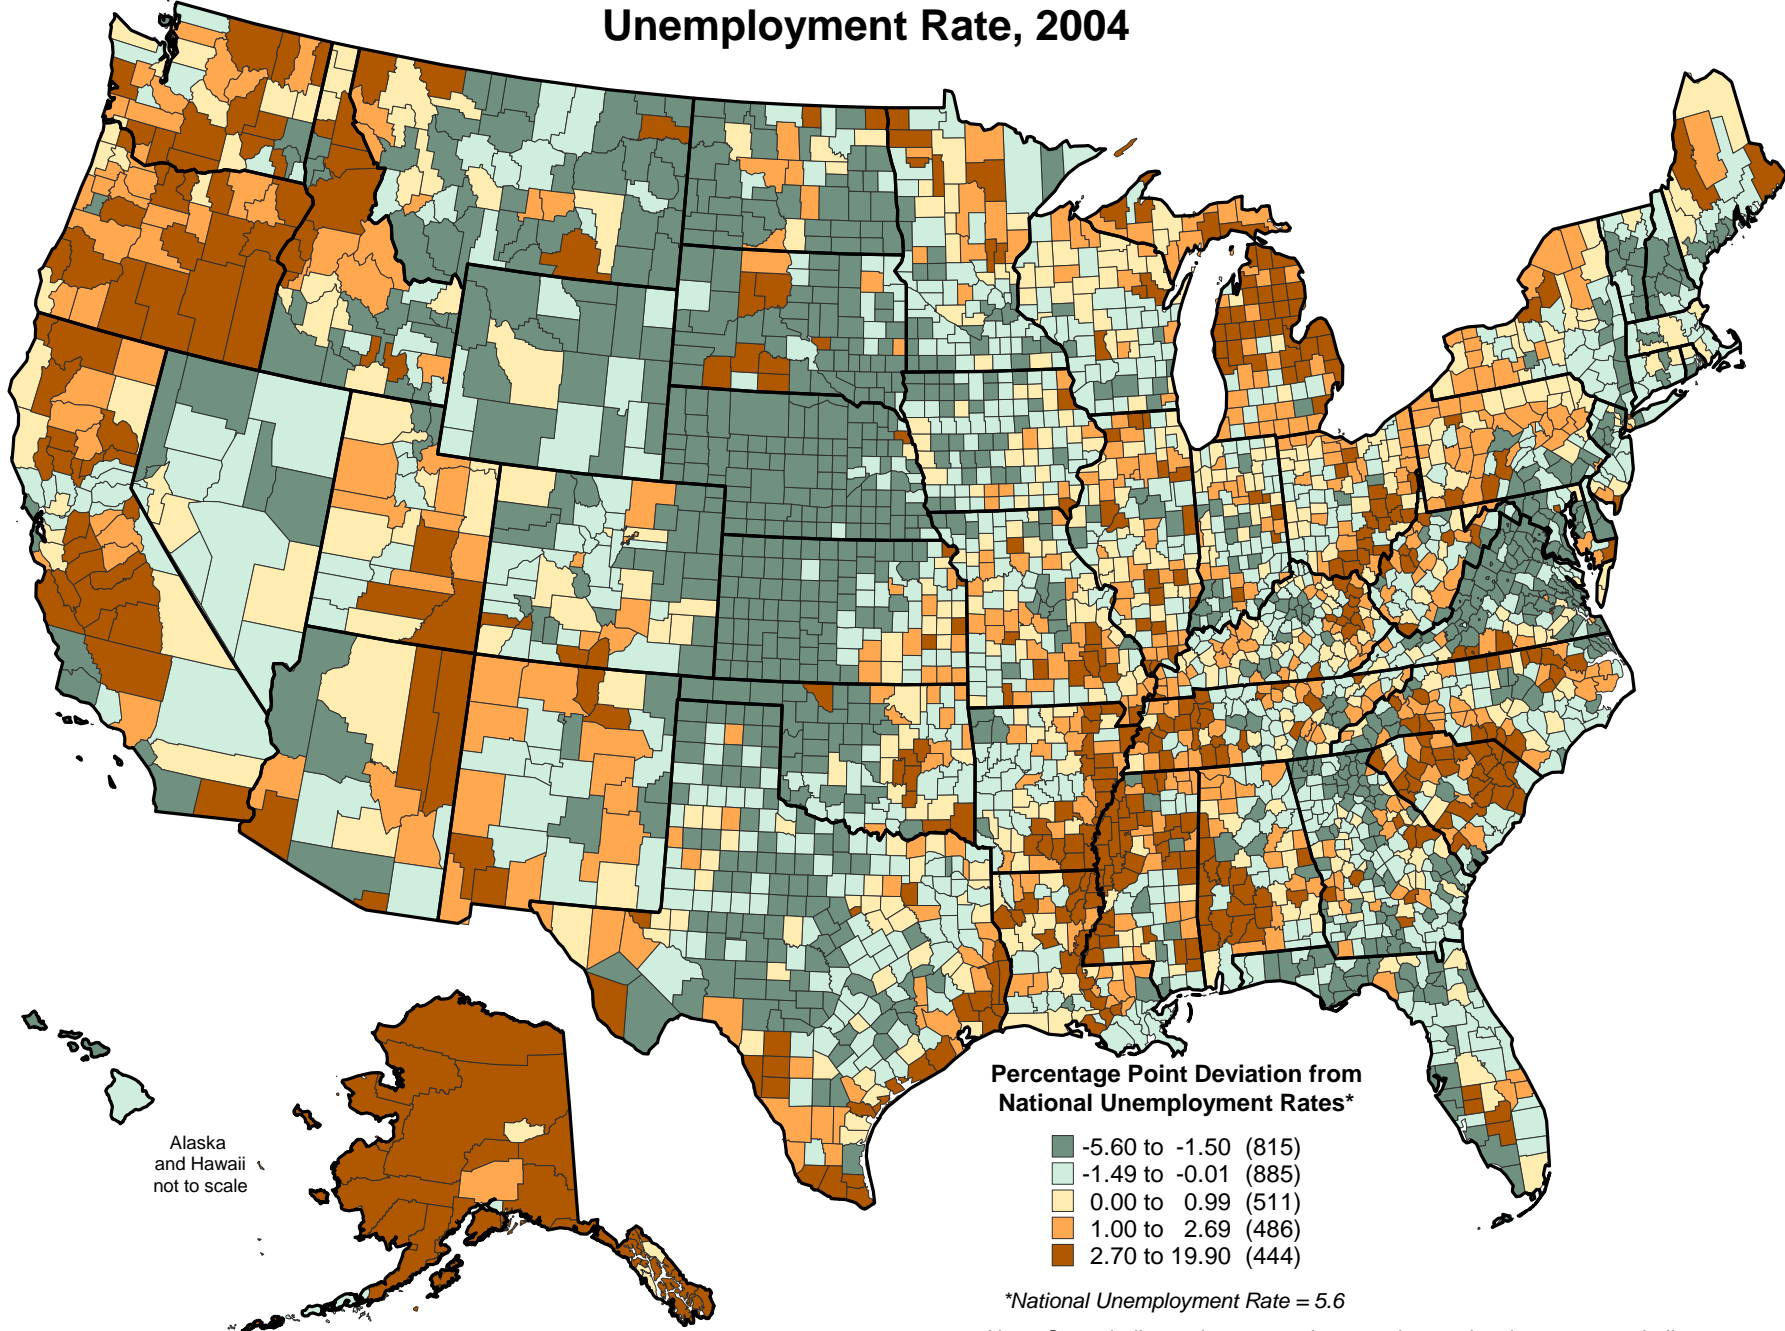 Unemployment Rate, 2004
Alaska
and Hawaii
not to scale
Percentage Point Deviation from
National Unemployment Rates*
-5.60 to -1.50 (815)
-1.49 to -0.01 (885)
0.00 to 0.99 (511)
1.00 to 2.69 (486)
2.70 to 19.90 (444)
*National Unemployment Rate = 5.6